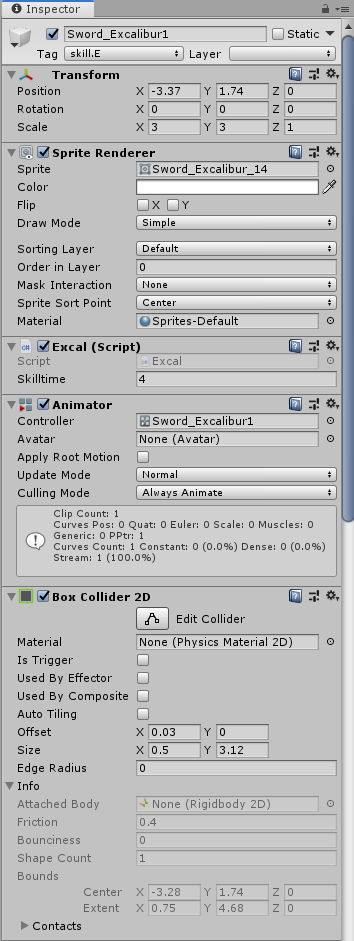 Inspector
Sword_Excalibur1 Static
Tag skill.E Layer
Transform
Position X -3.37 Y 1.74 Z 0
Rotation X 0 Y 0 Z 0
Scale X 3 Y 3 Z 1
Sprite Renderer
Sprite Sword_Excalibur_14
Color
Flip X Y
Draw Mode Simple
Sorting Layer Default
Order in Layer 0
Mask Interaction None
Sprite Sort Point Center
Material Sprites-Default
Excal (Script)
Script Excal
Skilltime 4
Animator
Controller Sword_Excalibur1
Avatar None (Avatar)
Apply Root Motion
Update Mode Normal
Culling Mode Always Animate
Clip Count: 1
Curves Pos: 0 Quat: 0 Euler: 0 Scale: 0 Muscles: 0
Generic: 0 PPtr: 1
Curves Count: 1 Constant: 0 (0.0%) Dense: 0 (0.0%)
Stream: 1 (100.0%)
Box Collider 2D
Edit Collider
Material None (Physics Material 2D)
Is Trigger
Used By Effector
Used By Composite
Auto Tiling
Offset X 0.03 Y 0
Size X 0.5 Y 3.12
Edge Radius 0
Info
Attached Body None (Rigidbody 2D)
Friction 0.4
Bounciness 0
Shape Count 1
Bounds
Center X -3.28 Y 1.74 Z 0
Extent X 0.75 Y 4.68 Z 0
Contacts